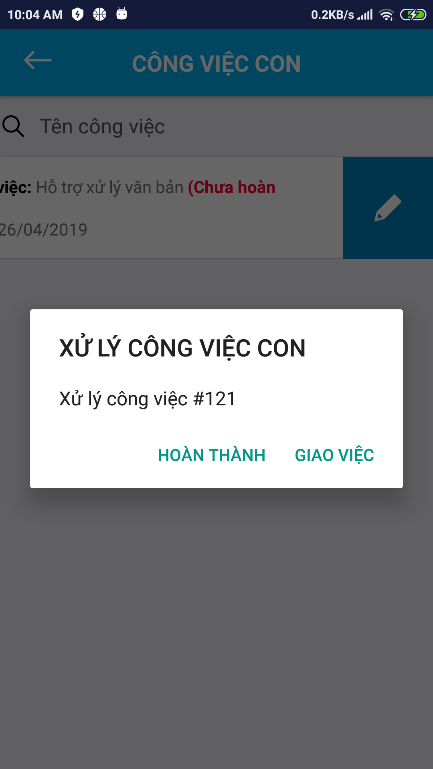 10:04 AM 0.2KB/s
CÔNG VIỆC CON
Tên công việc
việc: Hỗ trợ xử lý văn bản (Chưa hoàn
26/04/2019
XỬ LÝ CÔNG VIỆC CON
Xử lý công việc #121
HOÀN THÀNH GIAO VIỆC